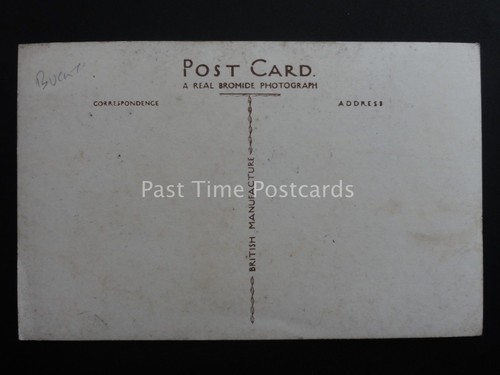 POST CARD.
A REAL BROMIDE PHOTOGRAPH
CORRESPONDENCE
ADDRESS
BRITISH MANUFACTURE
Past Time Postcards